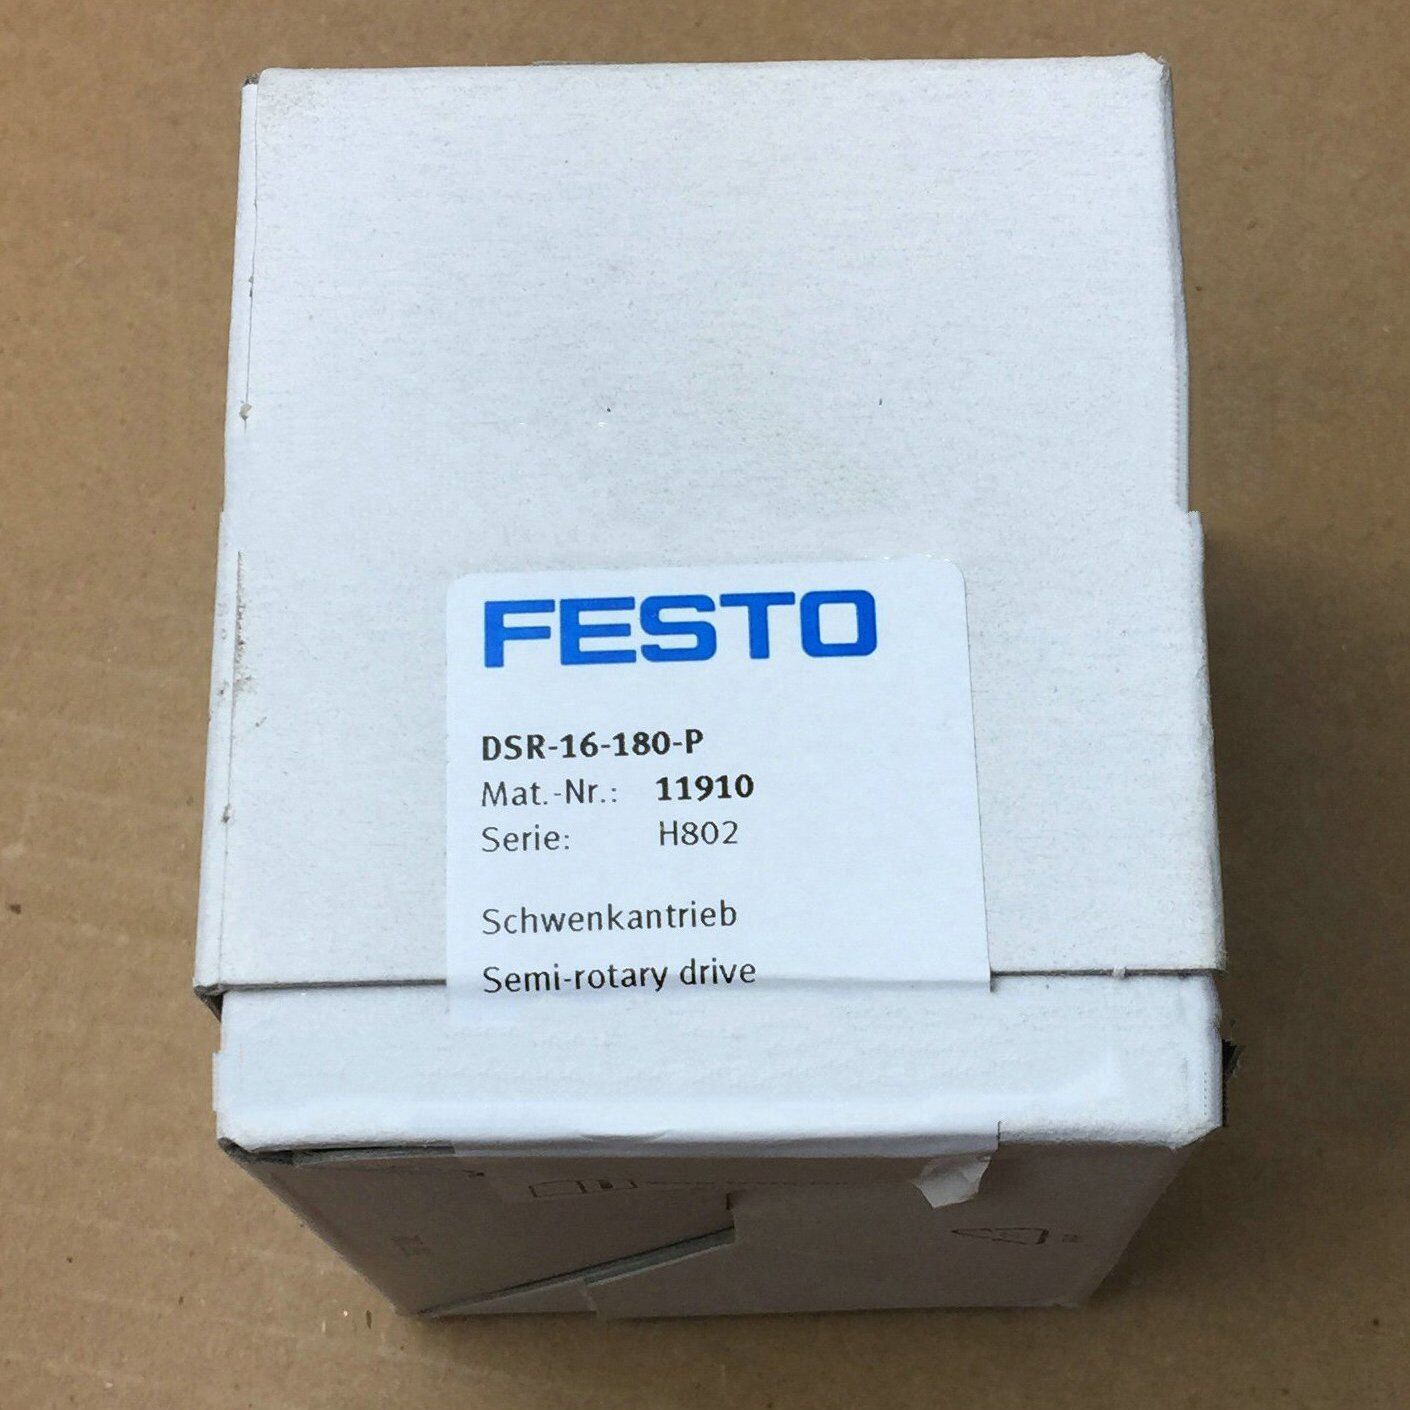 FESTO
DSR-16-180-P
Mat.-Nr.: 11910
Serie: H802
Schwenkantrieb
Semi-rotary drive